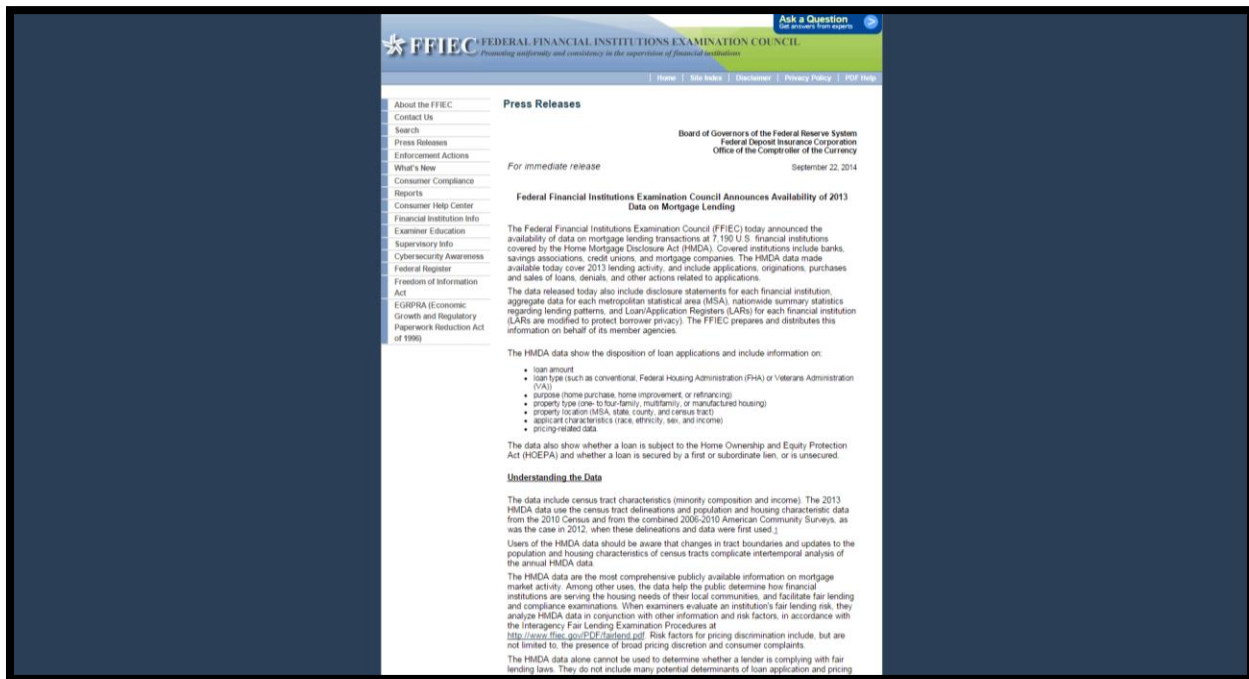 Ask a Question
Get answers from experts
FFIEC
FEDERAL FINANCIAL INSTITUTIONS EXAMINATION COUNCIL
Promoting uniformity and consistency in the supervision of financial institutions
| Home | Site Index | Disclaimer | Privacy Policy | PDF Help
About the FFIEC
Contact Us
Search
Press Releases
Enforcement Actions
What's New
Consumer Compliance
Reports
Consumer Help Center
Financial Institution Info
Examiner Education
Supervisory Info
Cybersecurity Awareness
Federal Register
Freedom of Information
Act
EGRPRA (Economic
Growth and Regulatory
Paperwork Reduction Act
of 1996)
Press Releases
Board of Governors of the Federal Reserve System
Federal Deposit Insurance Corporation
Office of the Comptroller of the Currency
For immediate release
September 22, 2014
Federal Financial Institutions Examination Council Announces Availability of 2013
Data on Mortgage Lending
The Federal Financial Institutions Examination Council (FFIEC) today announced the
availability of data on mortgage lending transactions at 7,190 U.S. financial institutions
covered by the Home Mortgage Disclosure Act (HMDA). Covered institutions include banks,
savings associations, credit unions, and mortgage companies. The HMDA data made
available today cover 2013 lending activity, and include applications, originations, purchases
and sales of loans, denials, and other actions related to applications.
The data released today also include disclosure statements for each financial institution,
aggregate data for each metropolitan statistical area (MSA), nationwide summary statistics
regarding lending patterns, and Loan/Application Registers (LARs) for each financial institution
(LARs are modified to protect borrower privacy). The FFIEC prepares and distributes this
information on behalf of its member agencies.
The HMDA data show the disposition of loan applications and include information on:
• loan amount
• loan type (such as conventional, Federal Housing Administration (FHA) or Veterans Administration
(VA))
• purpose (home purchase, home improvement, or refinancing)
• property type (one- to four-family, multifamily, or manufactured housing)
• property location (MSA, state, county, and census tract)
• applicant characteristics (race, ethnicity, sex, and income)
• pricing-related data.
The data also show whether a loan is subject to the Home Ownership and Equity Protection
Act (HOEPA) and whether a loan is secured by a first or subordinate lien, or is unsecured.
Understanding the Data
The data include census tract characteristics (minority composition and income). The 2013
HMDA data use the census tract delineations and population and housing characteristic data
from the 2010 Census and from the combined 2006-2010 American Community Surveys, as
was the case in 2012, when these delineations and data were first used.1
Users of the HMDA data should be aware that changes in tract boundaries and updates to the
population and housing characteristics of census tracts complicate intertemporal analysis of
the annual HMDA data.
The HMDA data are the most comprehensive publicly available information on mortgage
market activity. Among other uses, the data help the public determine how financial
institutions are serving the housing needs of their local communities, and facilitate fair lending
and compliance examinations. When examiners evaluate an institution's fair lending risk, they
analyze HMDA data in conjunction with other information and risk factors, in accordance with
the Interagency Fair Lending Examination Procedures at
http://www.ffiec.gov/PDF/fairlend.pdf. Risk factors for pricing discrimination include, but are
not limited to, the presence of broad pricing discretion and consumer complaints.
The HMDA data alone cannot be used to determine whether a lender is complying with fair
lending laws. They do not include many potential determinants of loan application and pricing